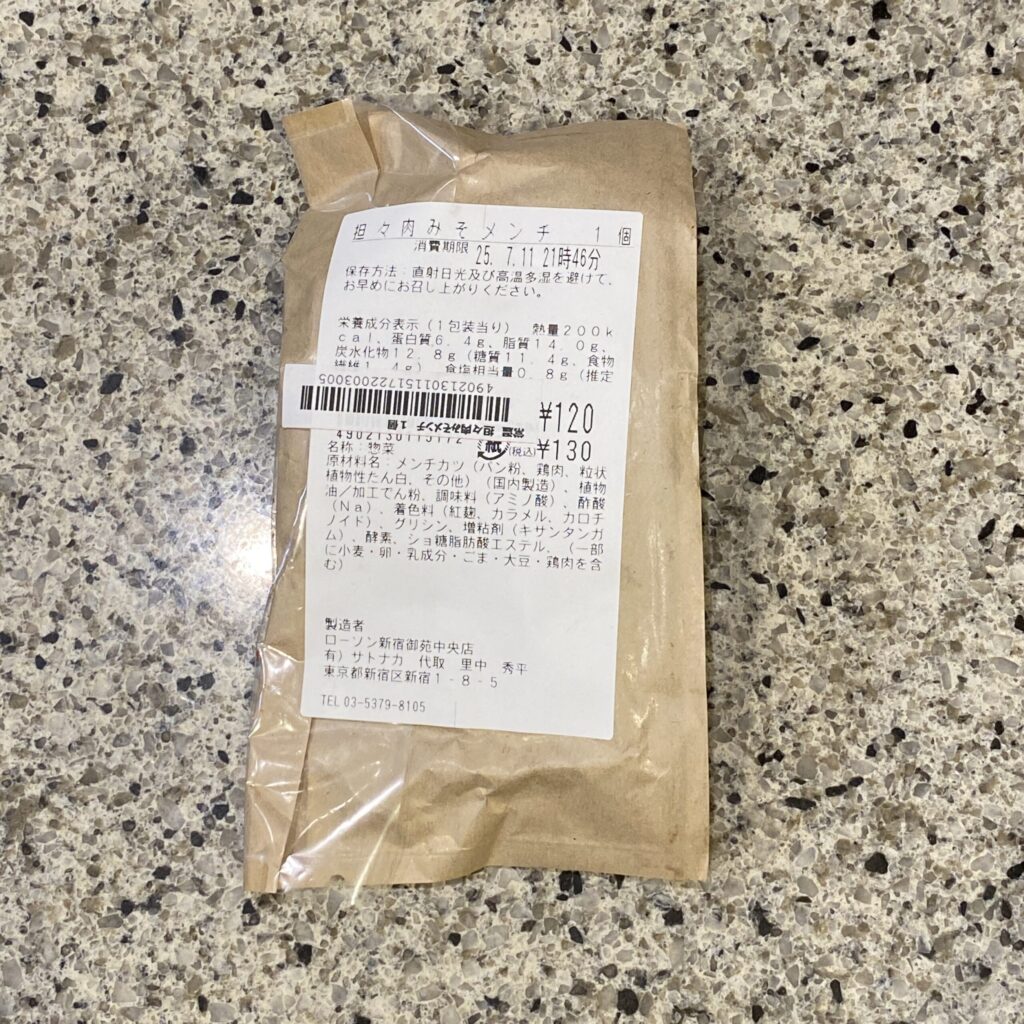 担々肉みそメンチ 1個
消費期限 25. 7.11 21時46分
保存方法：直射日光及び高温多湿を避けて、
お早めにお召し上がりください。
栄養成分表示（1包装当り） 熱量200k
cal、蛋白質6.4g、脂質14.0g、
炭水化物12.8g（糖質11.4g、食物
繊維1.4g）、食塩相当量0.8g（推定
49021301151722003005
常温 担々肉みそメンチ 1個
¥120
4902130115172
(税込)¥130
名称：惣菜
原材料名：メンチカツ（パン粉、鶏肉、粒状
植物性たん白、その他）（国内製造）、植物
油／加工でん粉、調味料（アミノ酸）、酢酸
（Na）、着色料（紅麹、カラメル、カロチ
ノイド）、グリシン、増粘剤（キサンタンガ
ム）、酵素、ショ糖脂肪酸エステル、（一部
に小麦・卵・乳成分・ごま・大豆・鶏肉を含
む）
製造者
ローソン新宿御苑中央店
有）サトナカ 代取 里中 秀平
東京都新宿区新宿1-8-5
TEL 03-5379-8105